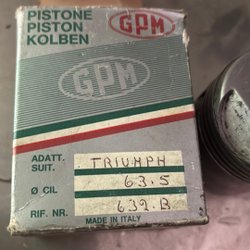 PISTONE
PISTON
KOLBEN
GPM
GPM
ADATT.
SUIT.
TRIUMPH
Ø CIL
63.5
RIF. NR.
639.B
MADE IN ITALY